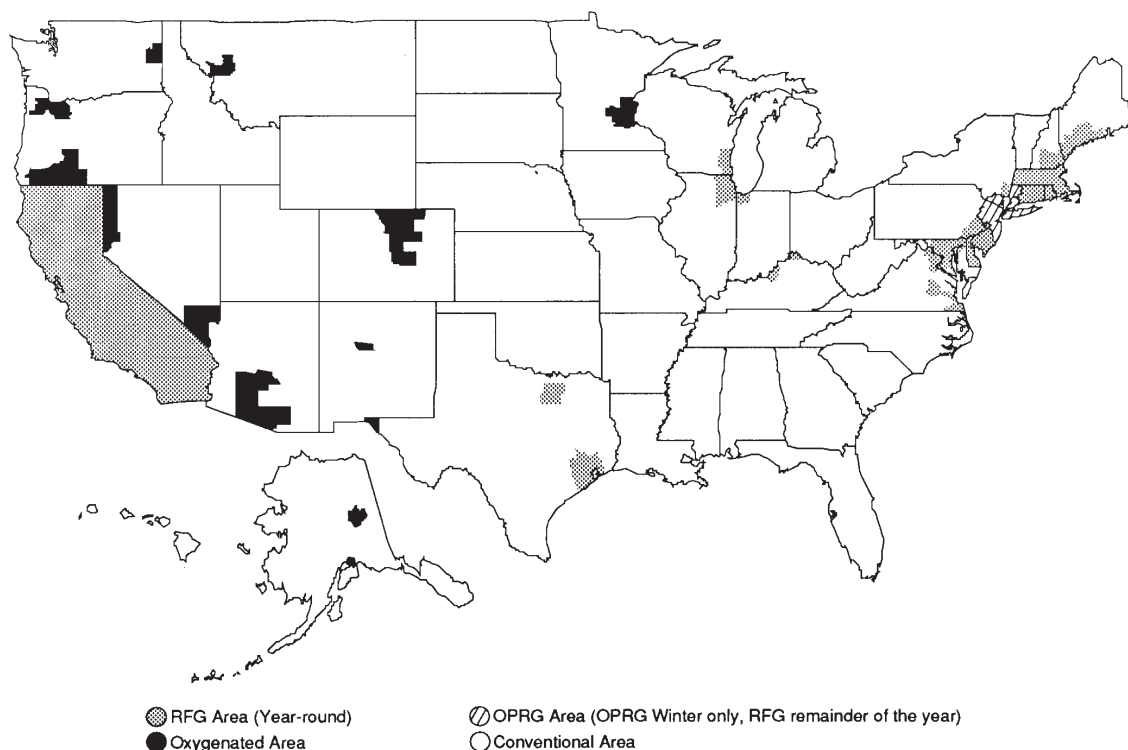 RFG Area (Year-round)
OPRG Area (OPRG Winter only, RFG remainder of the year)
Oxygenated Area
Conventional Area